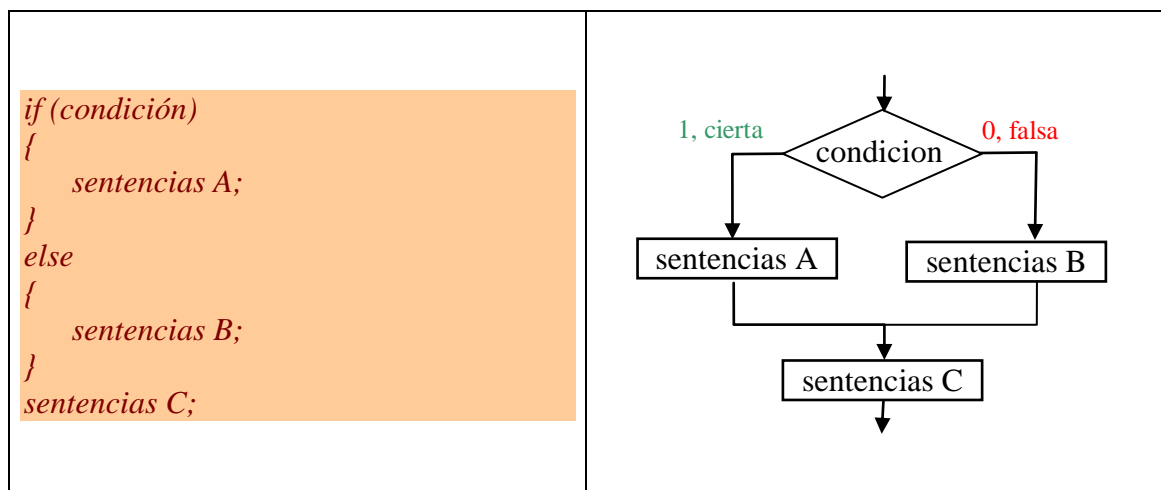 if (condición)
{
sentencias A;
}
else
{
sentencias B;
}
sentencias C;
1, cierta
0, falsa
condicion
sentencias A
sentencias B
sentencias C